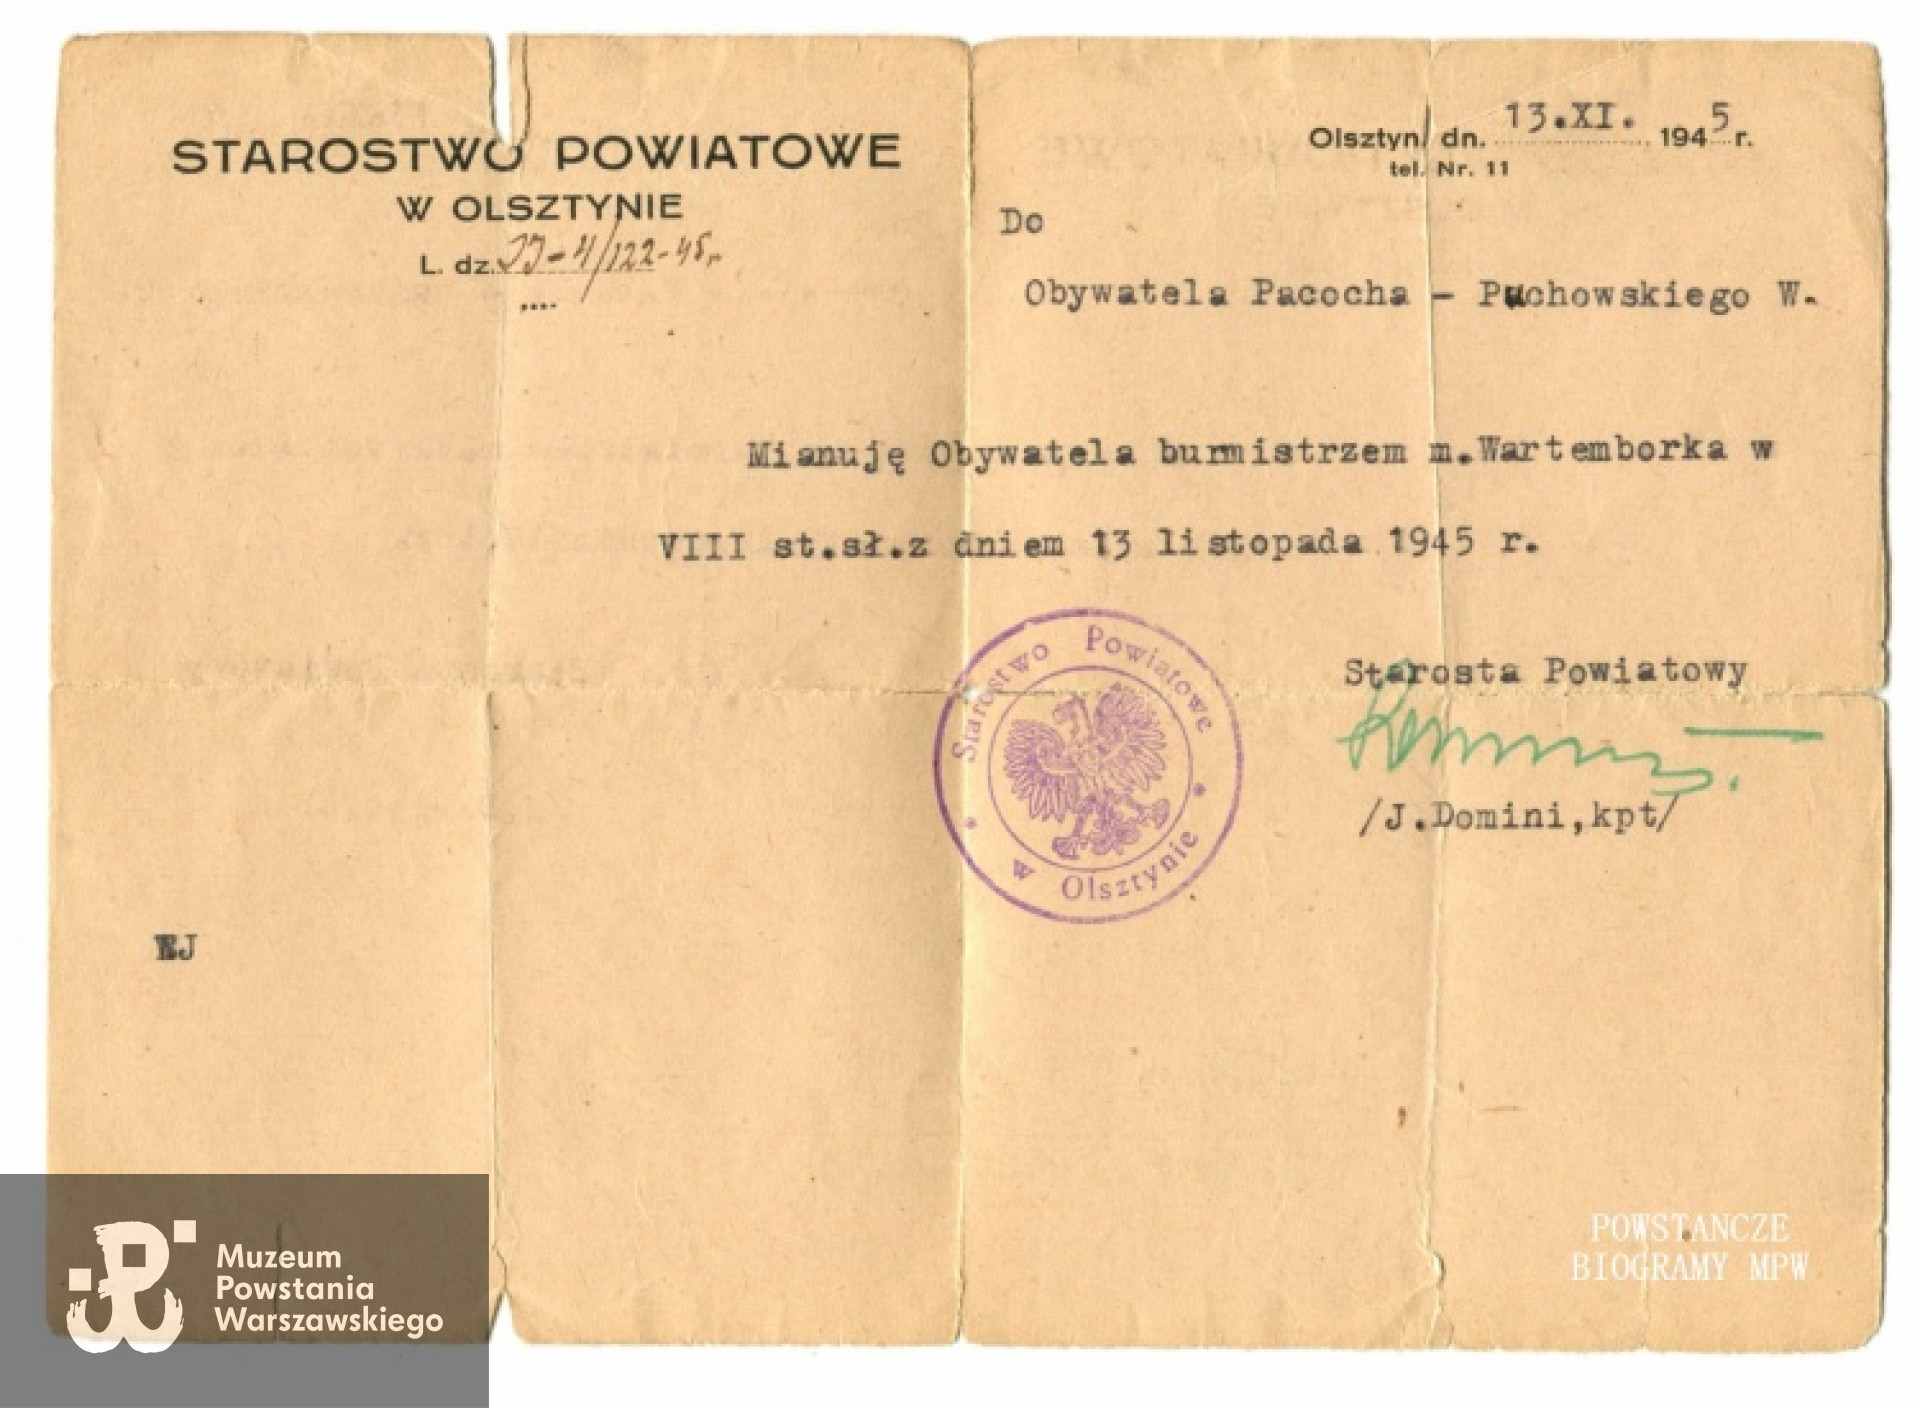 STAROSTWO POWIATOWE
W OLSZTYNIE
L. dz.
....
Olsztyn, dn. 13.XI. 1945 r.
tel. Nr. 11
Do
Obywatela Pacocha - Puchowskiego W.
Mianuję Obywatela burmistrzem m.Wartemborka w
VIII st.sł.z dniem 13 listopada 1945 r.
Starostwo Powiatowe
w Olsztynie
Starosta Powiatowy
/J.Domini,kpt/
Muzeum
Powstania
Warszawskiego
POWSTANCZE
BIOGRAMY MPW